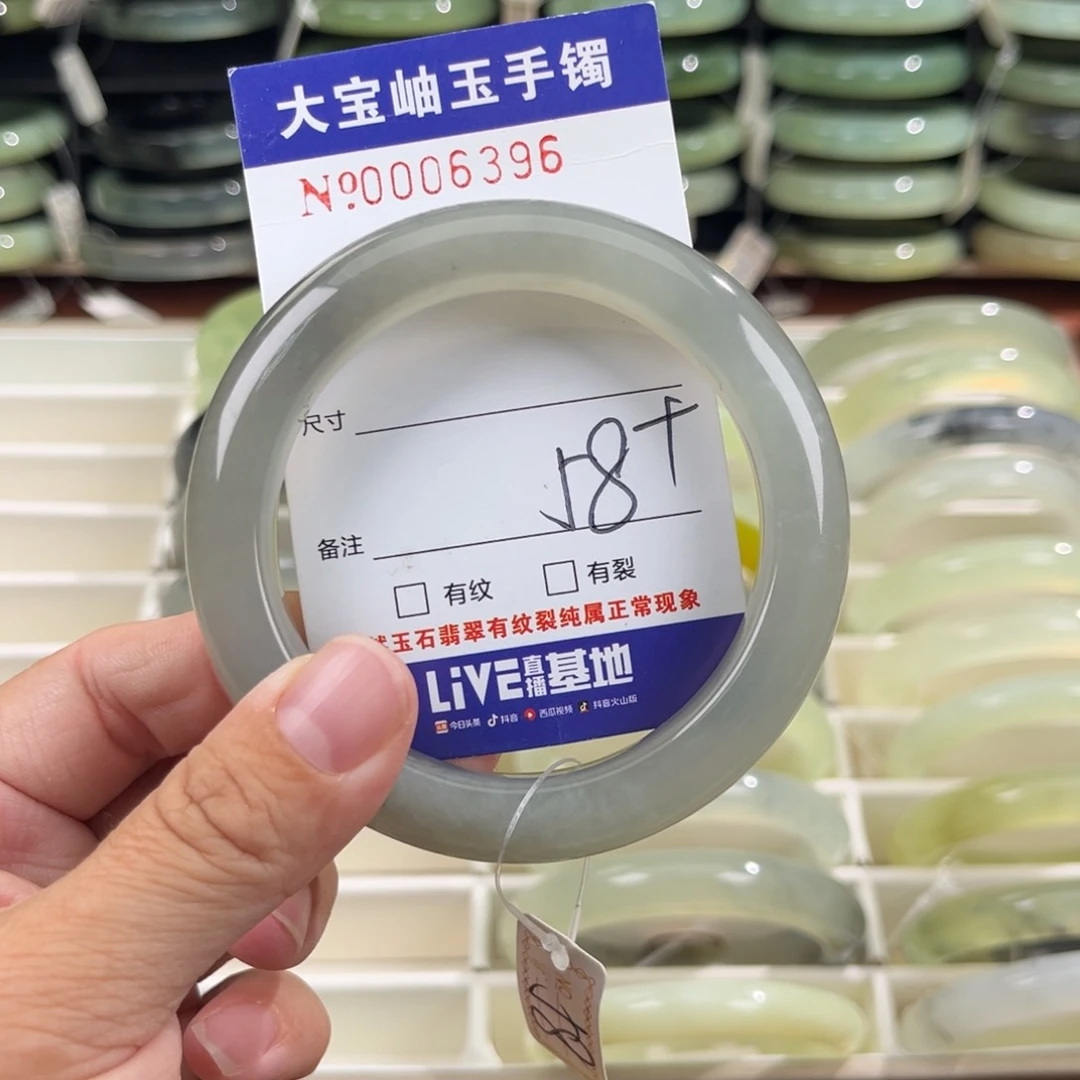 大宝岫玉手镯
Nº0006396
尺寸
58+
备注
有纹 有裂
玉石翡翠有纹裂纯属正常现象
LiVE直播基地
今日头条 抖音 西瓜视频 抖音火山版
58